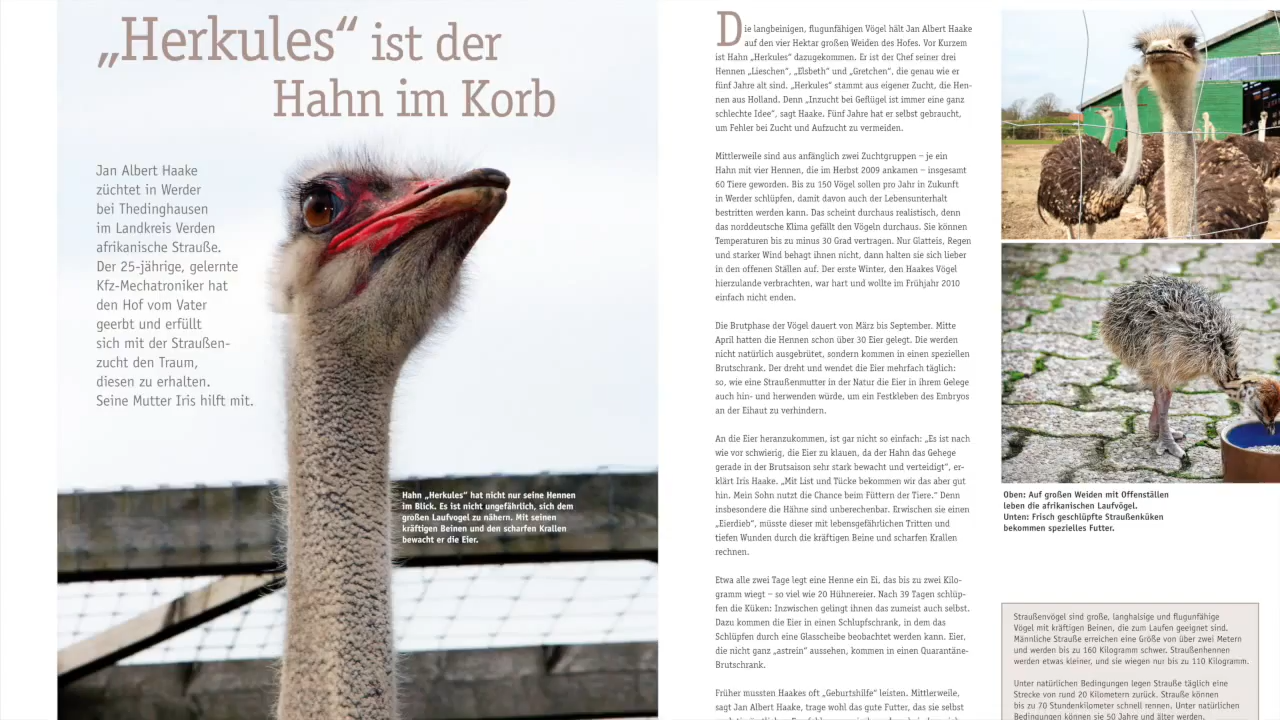 „Herkules“ ist der
Hahn im Korb
Jan Albert Haake
züchtet in Werder
bei Thedinghausen
im Landkreis Verden
afrikanische Strauße.
Der 25-jährige, gelernte
Kfz-Mechatroniker hat
den Hof vom Vater
geerbt und erfüllt
sich mit der Straußen-
zucht den Traum,
diesen zu erhalten.
Seine Mutter Iris hilft mit.
Hahn „Herkules“ hat nicht nur seine Hennen
im Blick. Es ist nicht ungefährlich, sich dem
großen Laufvogel zu nähern. Mit seinen
kräftigen Beinen und den scharfen Krallen
bewacht er die Eier.
Die langbeinigen, flugunfähigen Vögel hält Jan Albert Haake
auf den vier Hektar großen Weiden des Hofes. Vor Kurzem
ist Hahn „Herkules“ dazugekommen. Er ist der Chef seiner drei
Hennen „Lieschen“, „Elsbeth“ und „Gretchen“, die genau wie er
fünf Jahre alt sind. „Herkules“ stammt aus eigener Zucht, die Hen-
nen aus Holland. Denn „Inzucht bei Geflügel ist immer eine ganz
schlechte Idee“, sagt Haake. Fünf Jahre hat er selbst gebraucht,
um Fehler bei Zucht und Aufzucht zu vermeiden.
Mittlerweile sind aus anfänglich zwei Zuchtgruppen – je ein
Hahn mit vier Hennen, die im Herbst 2009 ankamen – insgesamt
60 Tiere geworden. Bis zu 150 Vögel sollen pro Jahr in Zukunft
in Werder schlüpfen, damit davon auch der Lebensunterhalt
bestritten werden kann. Das scheint durchaus realistisch, denn
das norddeutsche Klima gefällt den Vögeln durchaus. Sie können
Temperaturen bis zu minus 30 Grad vertragen. Nur Glatteis, Regen
und starker Wind behagt ihnen nicht, dann halten sie sich lieber
in den offenen Ställen auf. Der erste Winter, den Haakes Vögel
hierzulande verbrachten, war hart und wollte im Frühjahr 2010
einfach nicht enden.
Die Brutphase der Vögel dauert von März bis September. Mitte
April hatten die Hennen schon über 30 Eier gelegt. Die werden
nicht natürlich ausgebrütet, sondern kommen in einen speziellen
Brutschrank. Der dreht und wendet die Eier mehrfach täglich:
so, wie eine Straußenmutter in der Natur die Eier in ihrem Gelege
auch hin- und herwenden würde, um ein Festkleben des Embryos
an der Eihaut zu verhindern.
An die Eier heranzukommen, ist gar nicht so einfach: „Es ist nach
wie vor schwierig, die Eier zu klauen, da der Hahn das Gehege
gerade in der Brutsaison sehr stark bewacht und verteidigt“, er-
klärt Iris Haake. „Mit List und Tücke bekommen wir das aber gut
hin. Mein Sohn nutzt die Chance beim Füttern der Tiere.“ Denn
insbesondere die Hähne sind unberechenbar. Erwischen sie einen
„Eierdieb“, müsste dieser mit lebensgefährlichen Tritten und
tiefen Wunden durch die kräftigen Beine und scharfen Krallen
rechnen.
Etwa alle zwei Tage legt eine Henne ein Ei, das bis zu zwei Kilo-
gramm wiegt – so viel wie 20 Hühnereier. Nach 39 Tagen schlüp-
fen die Küken: Inzwischen gelingt ihnen das zumeist auch selbst.
Dazu kommen die Eier in einen Schlupfschrank, in dem das
Schlüpfen durch eine Glasscheibe beobachtet werden kann. Eier,
die nicht ganz „astrein“ aussehen, kommen in einen Quarantäne-
Brutschrank.
Früher mussten Haakes oft „Geburtshilfe“ leisten. Mittlerweile,
sagt Jan Albert Haake, trage wohl das gute Futter, das sie selbst
Oben: Auf großen Weiden mit Offenställen
leben die afrikanischen Laufvögel.
Unten: Frisch geschlüpfte Straußenküken
bekommen spezielles Futter.
Straußenvögel sind große, langhalsige und flugunfähige
Vögel mit kräftigen Beinen, die zum Laufen geeignet sind.
Männliche Strauße erreichen eine Größe von über zwei Metern
und werden bis zu 160 Kilogramm schwer. Straußenhennen
werden etwas kleiner, und sie wiegen nur bis zu 110 Kilogramm.
Unter natürlichen Bedingungen legen Strauße täglich eine
Strecke von rund 20 Kilometern zurück. Strauße können
bis zu 70 Stundenkilometer schnell rennen. Unter natürlichen
Bedingungen können sie 50 Jahre und älter werden.